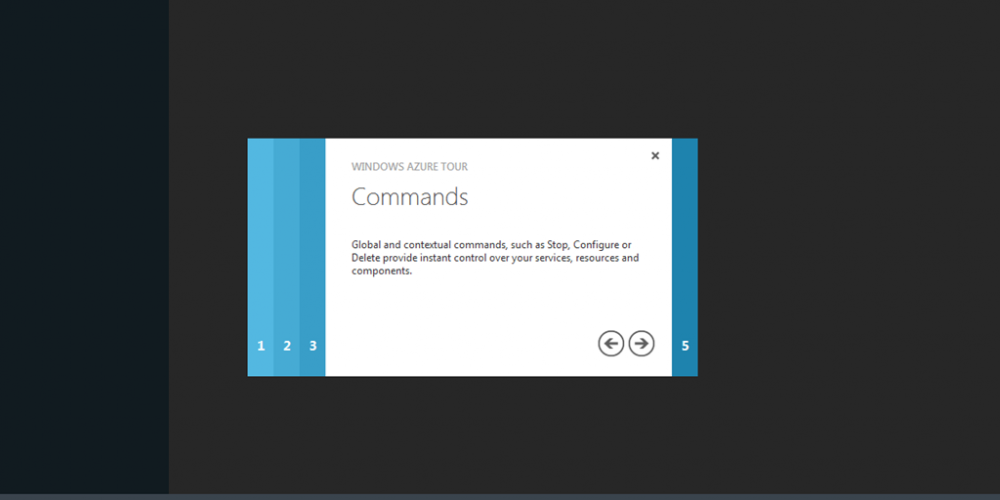 WINDOWS AZURE TOUR
Commands
Global and contextual commands, such as Stop, Configure or
Delete provide instant control over your services, resources and
components.
1 2 3 5